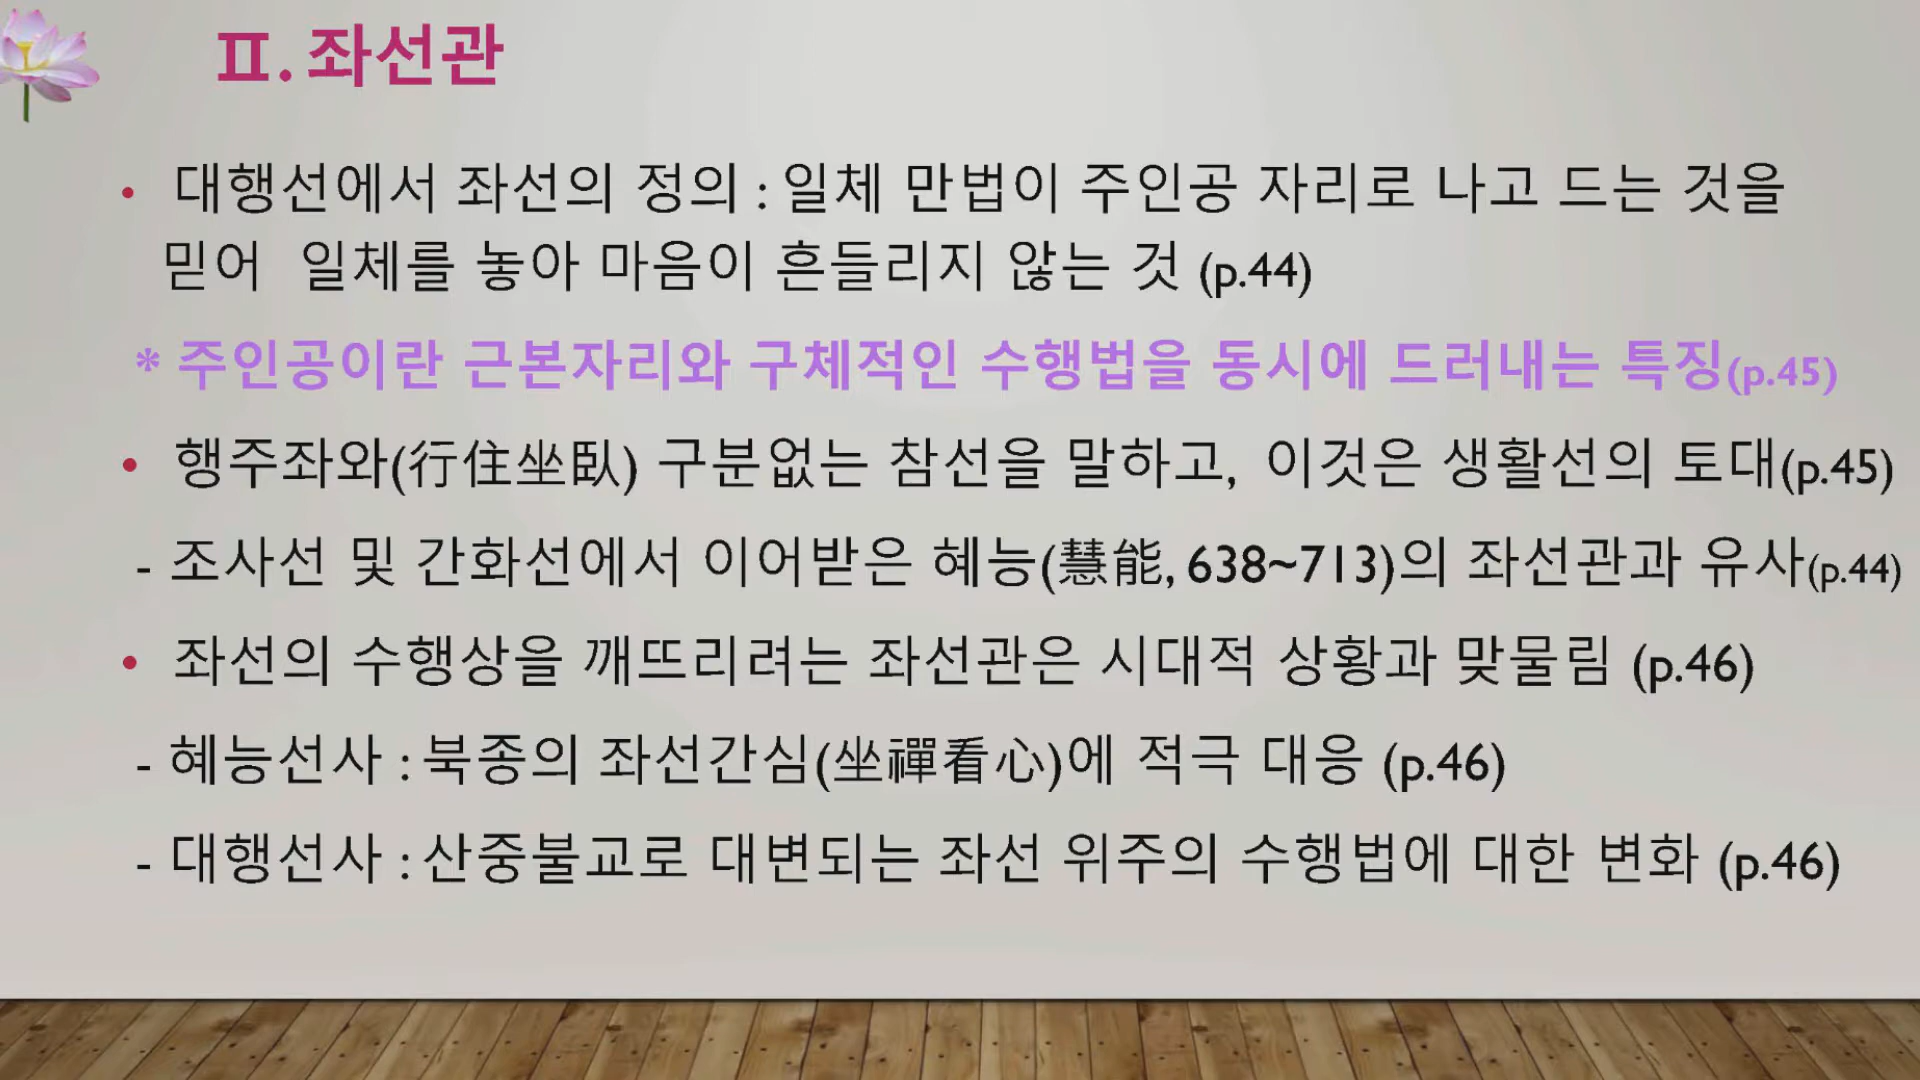 Ⅱ. 좌선관
• 대행선에서 좌선의 정의 : 일체 만법이 주인공 자리로 나고 드는 것을
믿어 일체를 놓아 마음이 흔들리지 않는 것 (p.44)
* 주인공이란 근본자리와 구체적인 수행법을 동시에 드러내는 특징(p.45)
• 행주좌와(行住坐臥) 구분없는 참선을 말하고, 이것은 생활선의 토대(p.45)
- 조사선 및 간화선에서 이어받은 혜능(慧能, 638~713)의 좌선관과 유사(p.44)
• 좌선의 수행상을 깨뜨리려는 좌선관은 시대적 상황과 맞물림 (p.46)
- 혜능선사 : 북종의 좌선간심(坐禪看心)에 적극 대응 (p.46)
- 대행선사 : 산중불교로 대변되는 좌선 위주의 수행법에 대한 변화 (p.46)